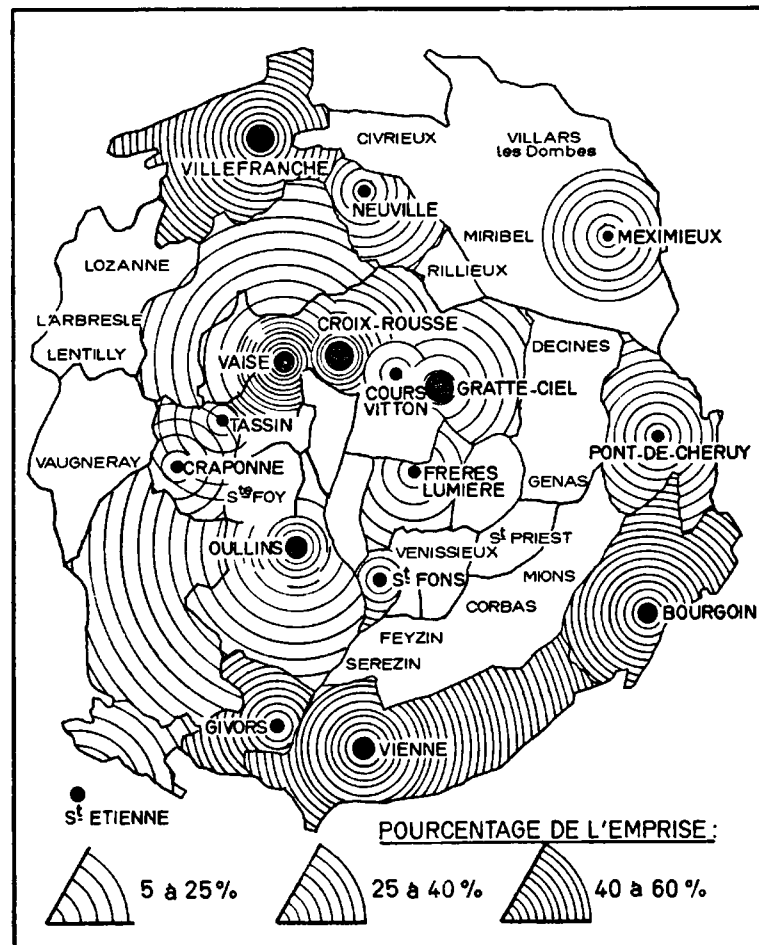 CIVRIEUX
VILLARS
les Dombes
VILLEFRANCHE
NEUVILLE
MIRIBEL
MEXIMIEUX
LOZANNE
RILLIEUX
L'ARBRESLE
CROIX-ROUSSE
LENTILLY
VAISE
DECINES
COURS
VITTON
GRATTE-CIEL
TASSIN
VAUGNERAY
CRAPONNE
PONT-DE-CHERUY
Ste FOY
FRÈRES
LUMIÈRE
GENAS
OULLINS
VENISSIEUX
St PRIEST
St FONS
MIONS
CORBAS
BOURGOIN
FEYZIN
SEREZIN
GIVORS
VIENNE
St ETIENNE
POURCENTAGE DE L'EMPRISE :
5 à 25%
25 à 40%
40 à 60%